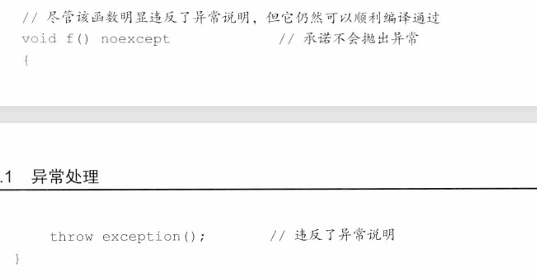 // 尽管该函数明显违反了异常说明，但它仍然可以顺利编译通过
void f() noexcept // 承诺不会抛出异常
{
.1 异常处理
throw exception(); // 违反了异常说明
}